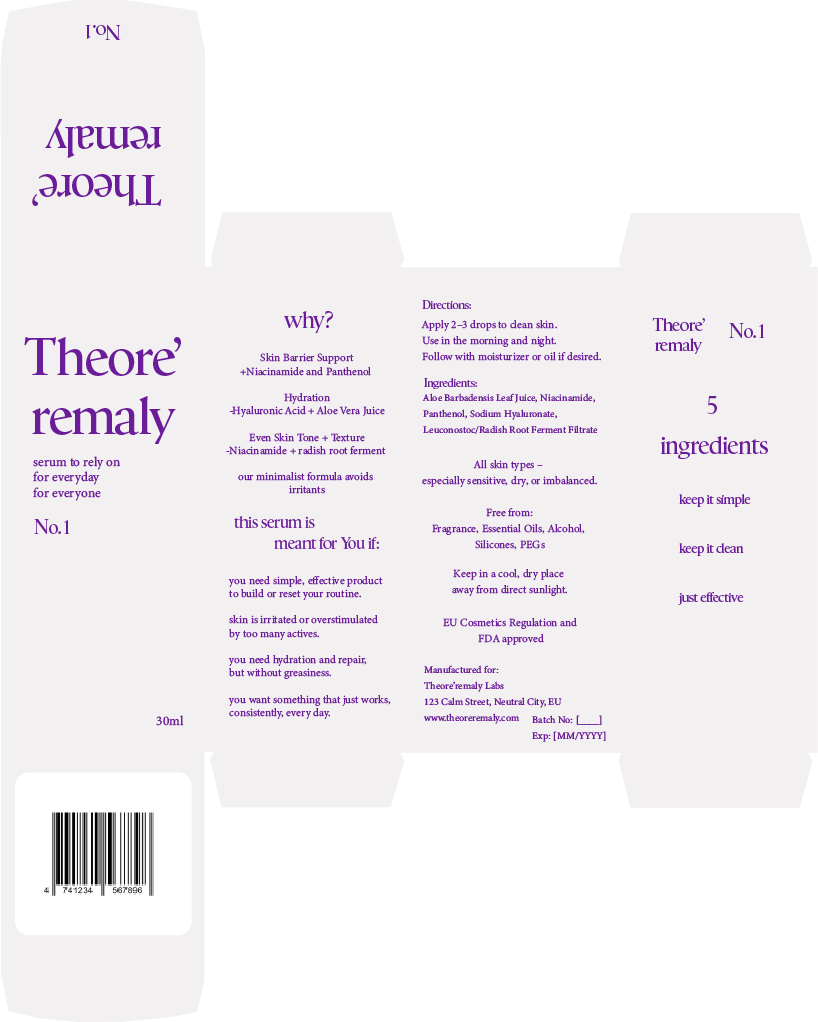 No.1
Theore’
remaly
Theore’
remaly
serum to rely on
for everyday
for everyone
No.1
30ml
4 741234 567896
why?
Skin Barrier Support
+Niacinamide and Panthenol
Hydration
-Hyaluronic Acid + Aloe Vera Juice
Even Skin Tone + Texture
-Niacinamide + radish root ferment
our minimalist formula avoids
irritants
this serum is
meant for You if:
you need simple, effective product
to build or reset your routine.
skin is irritated or overstimulated
by too many actives.
you need hydration and repair,
but without greasiness.
you want something that just works,
consistently, every day.
Directions:
Apply 2–3 drops to clean skin.
Use in the morning and night.
Follow with moisturizer or oil if desired.
Ingredients:
Aloe Barbadensis Leaf Juice, Niacinamide,
Panthenol, Sodium Hyaluronate,
Leuconostoc/Radish Root Ferment Filtrate
All skin types –
especially sensitive, dry, or imbalanced.
Free from:
Fragrance, Essential Oils, Alcohol,
Silicones, PEGs
Keep in a cool, dry place
away from direct sunlight.
EU Cosmetics Regulation and
FDA approved
Manufactured for:
Theore’remaly Labs
123 Calm Street, Neutral City, EU
www.theoreremaly.com
Batch No: [____]
Exp: [MM/YYYY]
Theore’
remaly
No.1
5
ingredients
keep it simple
keep it clean
just effective